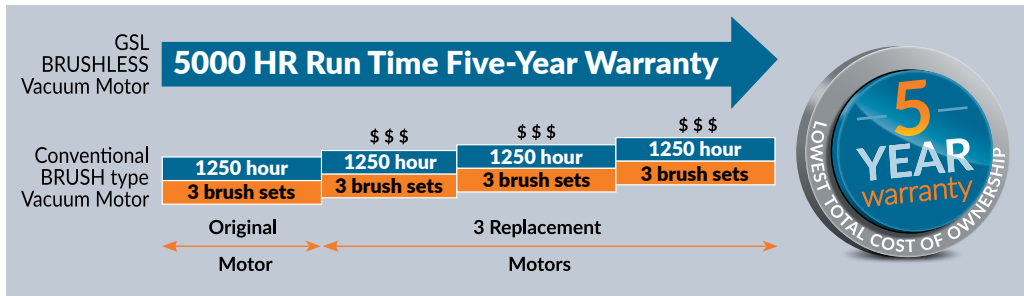 GSL
BRUSHLESS
Vacuum Motor
5000 HR Run Time Five-Year Warranty
Conventional
BRUSH type
Vacuum Motor
1250 hour
3 brush sets
$ $ $
1250 hour
3 brush sets
$ $ $
1250 hour
3 brush sets
$ $ $
1250 hour
3 brush sets
Original
Motor
3 Replacement
Motors
5
YEAR
warranty
LOWEST TOTAL COST OF OWNERSHIP